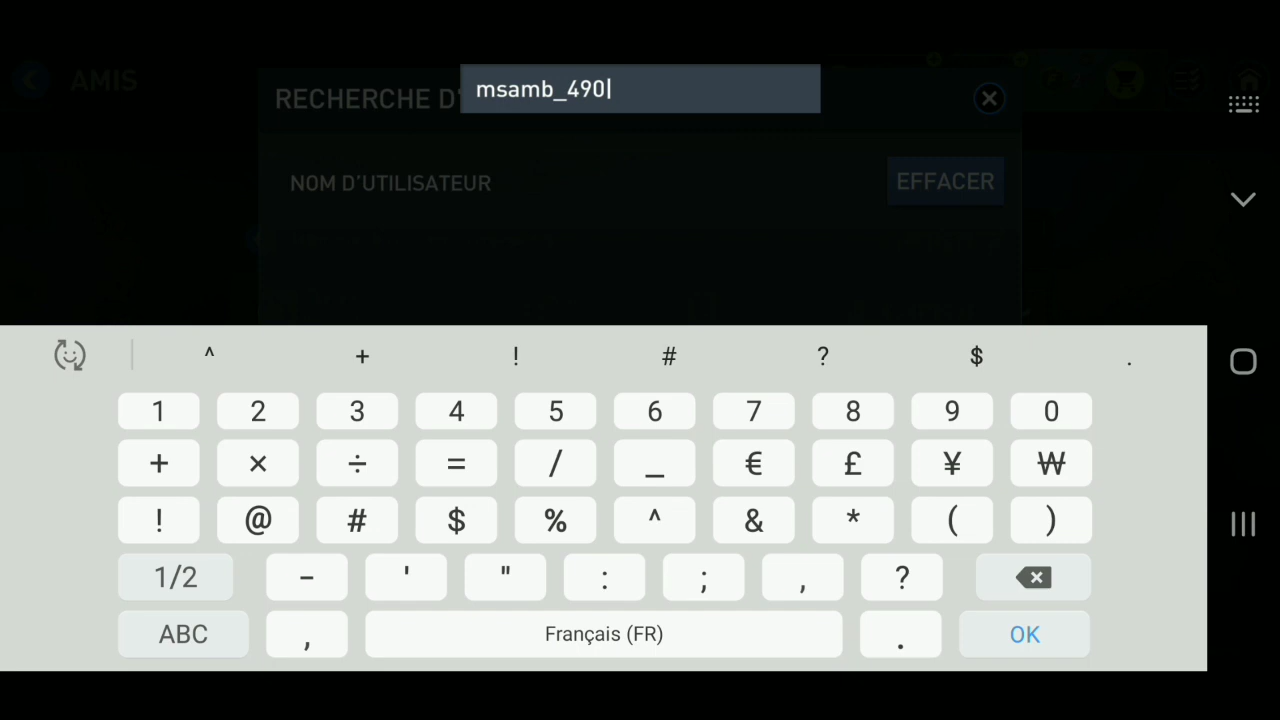 AMIS
RECHERCHE D'
msamb_490
NOM D'UTILISATEUR
EFFACER
^ + ! # ? $ .
1 2 3 4 5 6 7 8 9 0
+ × ÷ = / _ € £ ¥ ₩
! @ # $ % ^ & * ( )
1/2 - ' " : ; , ?
ABC , Français (FR) . OK